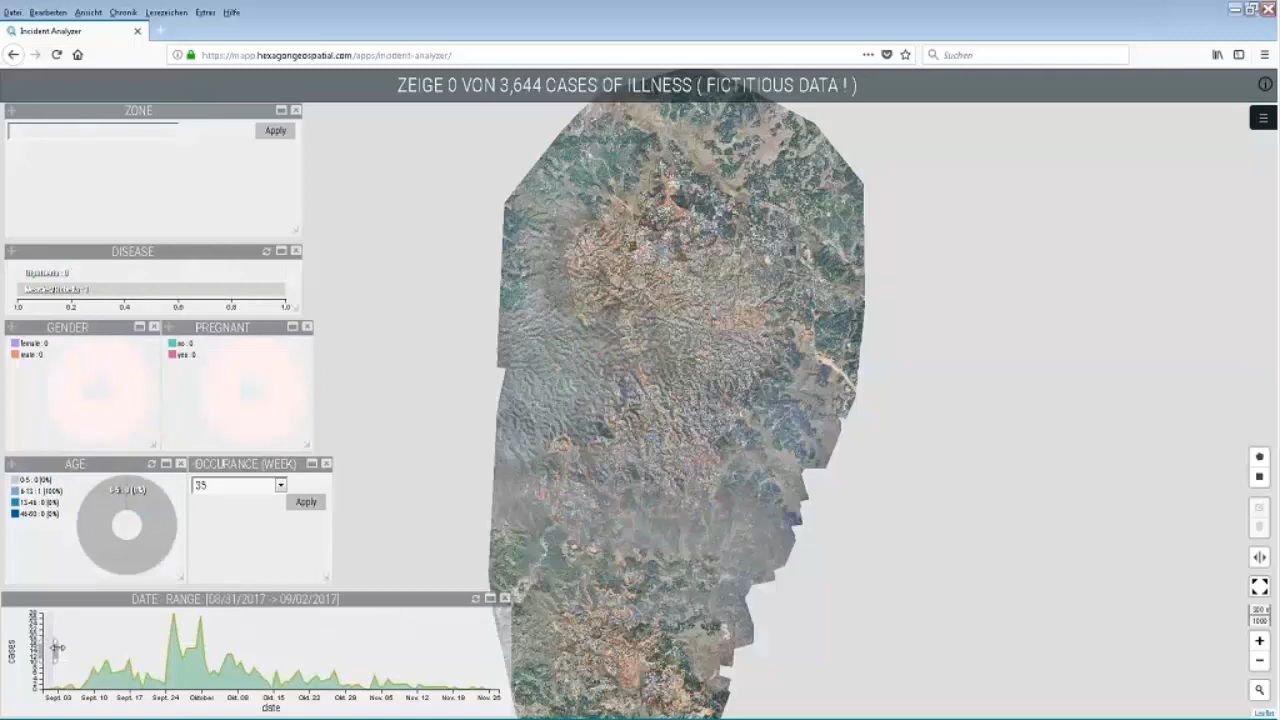 Datei Bearbeiten Ansicht Chronik Lesezeichen Extras Hilfe
Incident Analyzer
https://mapp.hexagongeospatial.com/apps/incident-analyzer/
Suchen
ZEIGE 0 VON 3,644 CASES OF ILLNESS ( FICTITIOUS DATA ! )
ZONE
Apply
DISEASE
1.0 0.2 0.4 0.6 0.8 1.0
GENDER
female : 0
male : 0
PREGNANT
no : 0
yes : 0
AGE
0-5 : 0 (0%)
6-12 : 1 (100%)
13-45 : 0 (0%)
46-90 : 0 (0%)
OCCURANCE (WEEK)
35
Apply
DATE - RANGE: [08/31/2017 -> 09/02/2017]
cases
Sept. 03 Sept. 10 Sept. 17 Sept. 24 Oktober Okt. 08 Okt. 15 Okt. 22 Okt. 29 Nov. 05 Nov. 12 Nov. 19 Nov. 26
date
Leaflet